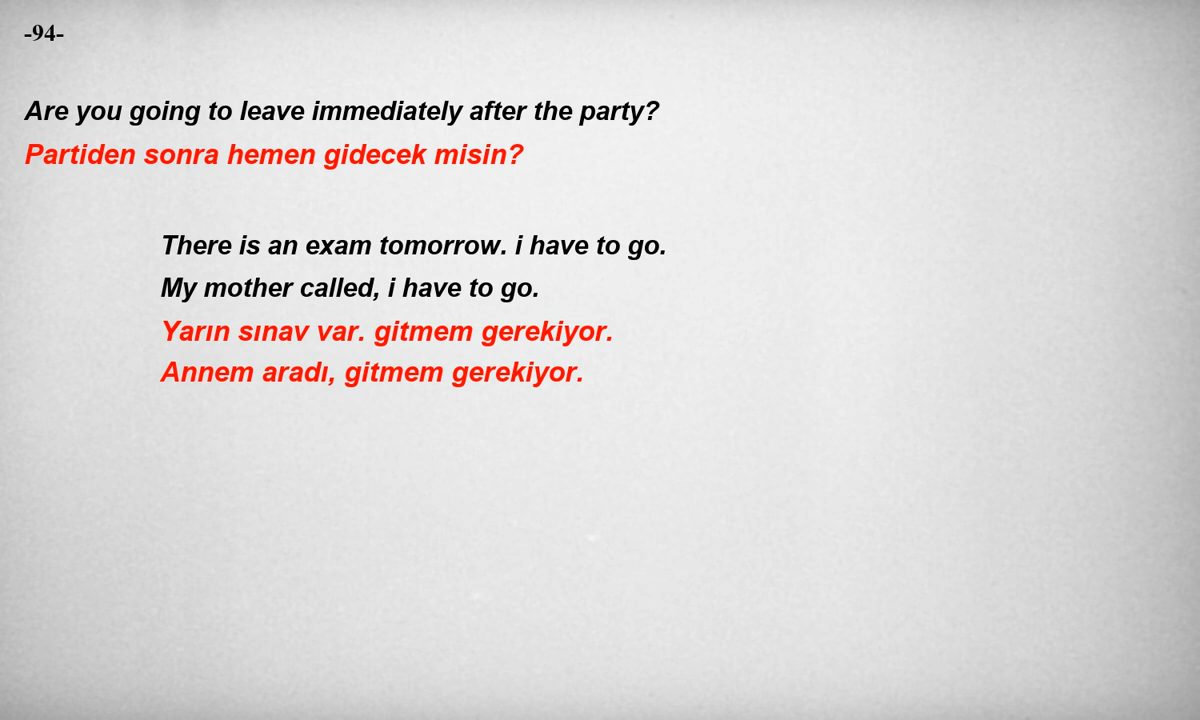 -94-
Are you going to leave immediately after the party?
Partiden sonra hemen gidecek misin?
There is an exam tomorrow. i have to go.
My mother called, i have to go.
Yarın sınav var. gitmem gerekiyor.
Annem aradı, gitmem gerekiyor.